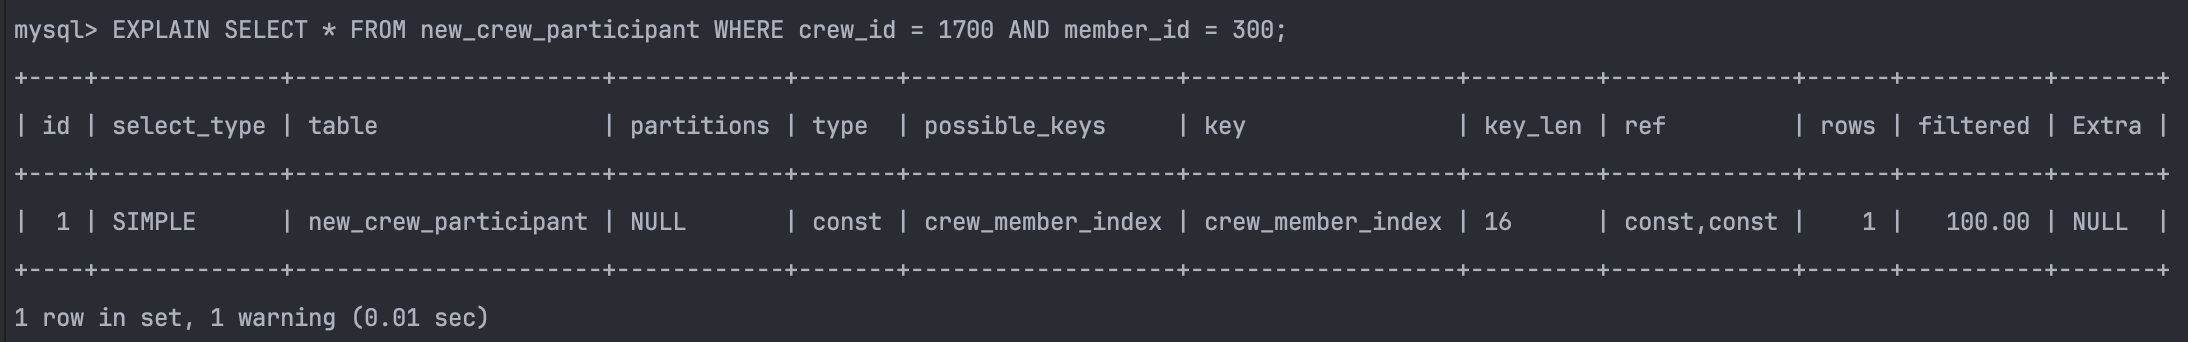 mysql> EXPLAIN SELECT * FROM new_crew_participant WHERE crew_id = 1700 AND member_id = 300;
+----+-------------+----------------------+------------+-------+-------------------+-------------------+---------+-------------+------+----------+-------+
| id | select_type | table                | partitions | type  | possible_keys     | key               | key_len | ref         | rows | filtered | Extra |
+----+-------------+----------------------+------------+-------+-------------------+-------------------+---------+-------------+------+----------+-------+
|  1 | SIMPLE      | new_crew_participant | NULL       | const | crew_member_index | crew_member_index | 16      | const,const |    1 |   100.00 | NULL  |
+----+-------------+----------------------+------------+-------+-------------------+-------------------+---------+-------------+------+----------+-------+
1 row in set, 1 warning (0.01 sec)